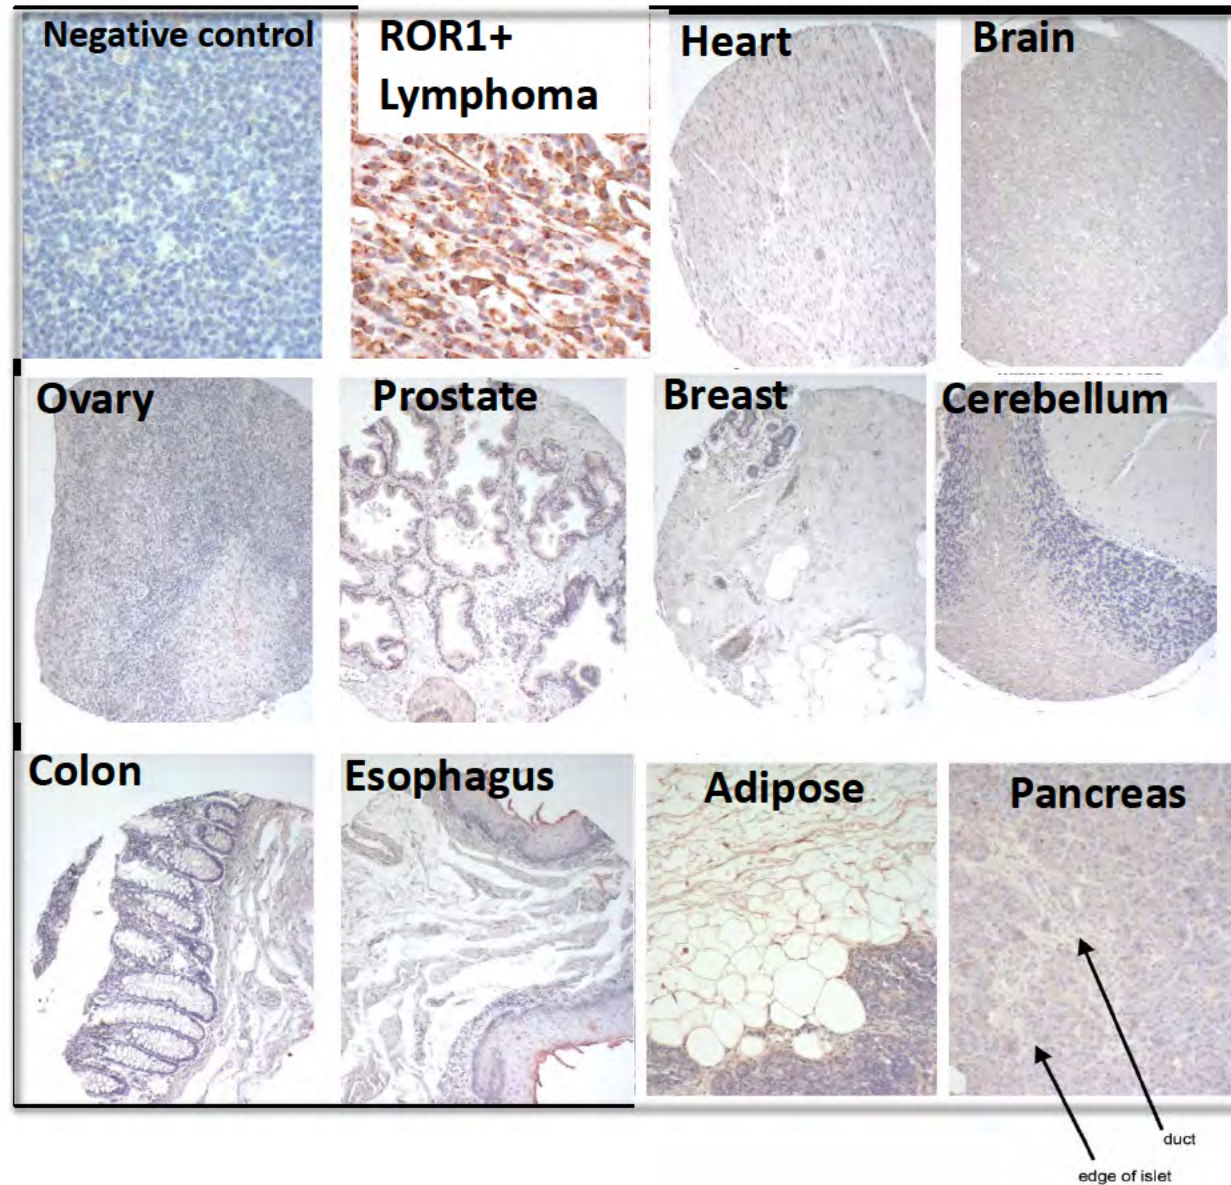 Negative control
ROR1+
Lymphoma
Heart
Brain
Ovary
Prostate
Breast
Cerebellum
Colon
Esophagus
Adipose
Pancreas
duct
edge of islet